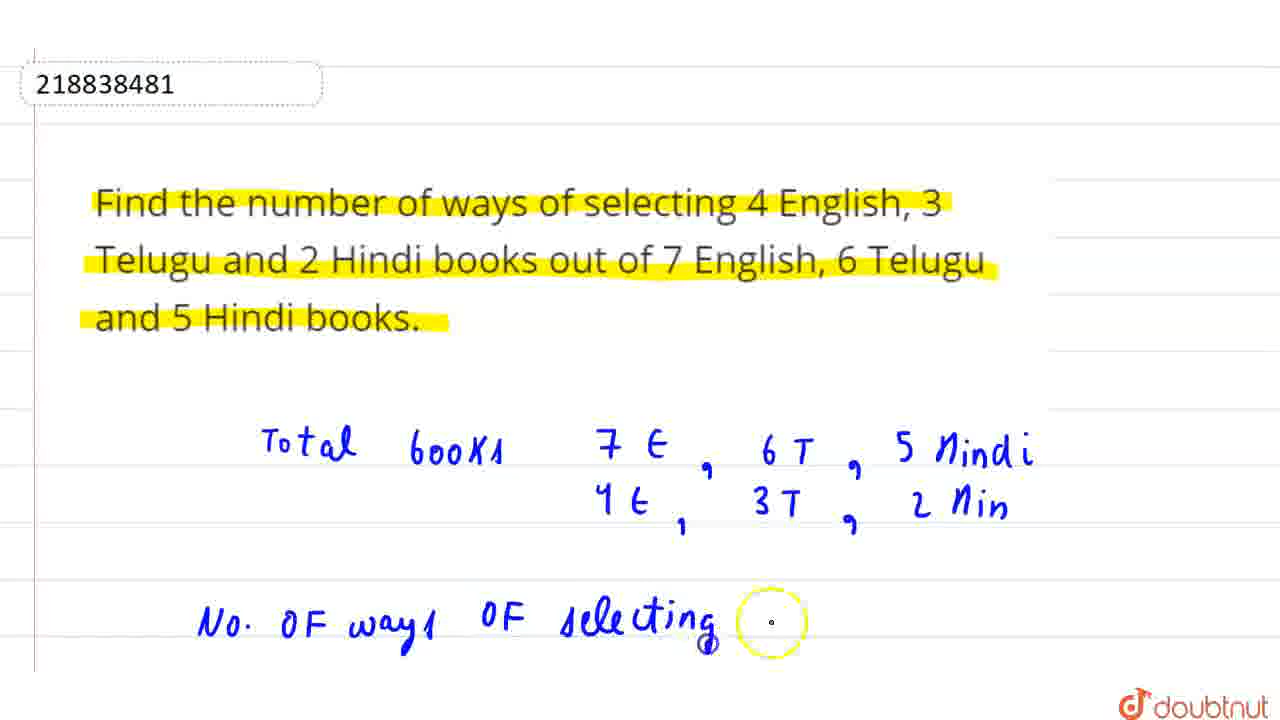 218838481
Find the number of ways of selecting 4 English, 3
Telugu and 2 Hindi books out of 7 English, 6 Telugu
and 5 Hindi books.
Total books 7 E , 6 T , 5 Hindi
4 E , 3 T , 2 Hin
No. OF ways OF selecting
doubtnut